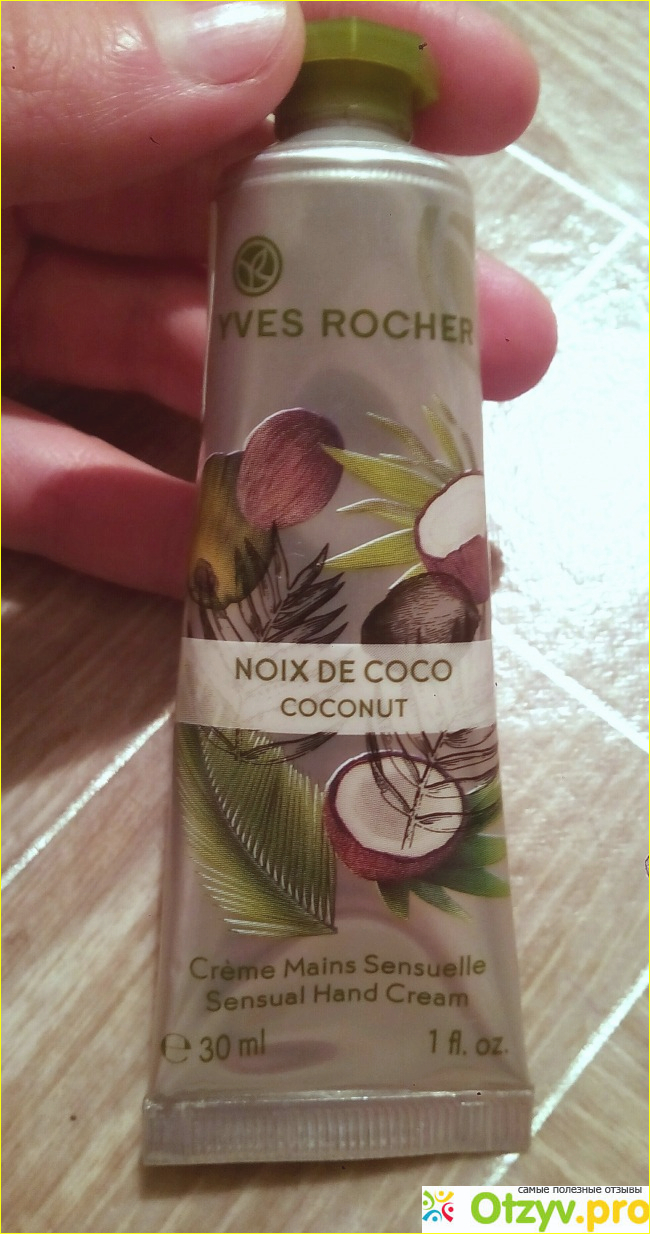 YVES ROCHER
NOIX DE COCO
COCONUT
Crème Mains Sensuelle
Sensual Hand Cream
℮ 30 ml 1 fl. oz.
самые полезные отзывы
Otzyv.pro